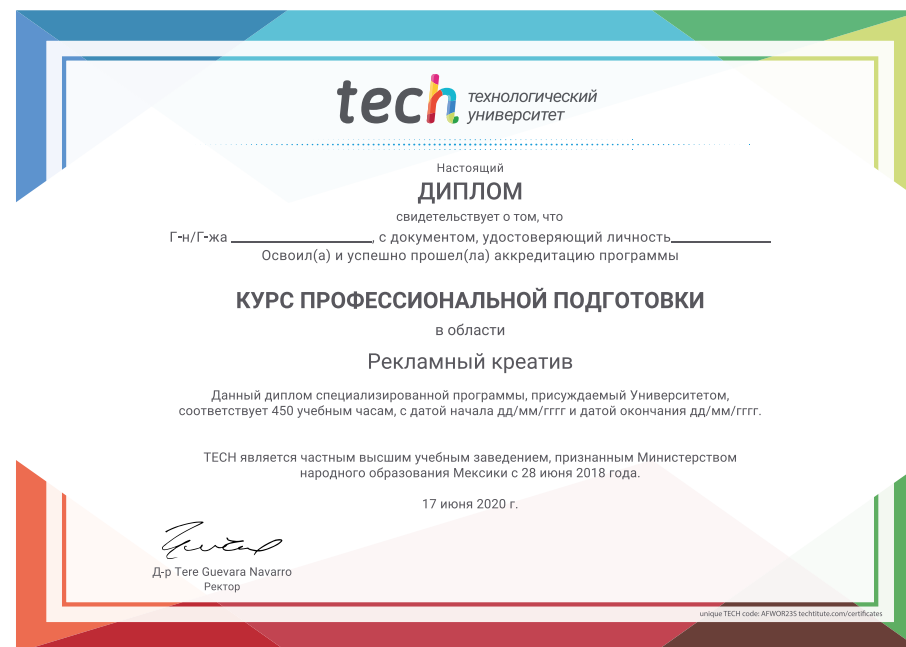 tech технологический
университет
Настоящий
ДИПЛОМ
свидетельствует о том, что
Г-н/Г-жа ____________________, с документом, удостоверяющий личность______________
Освоил(а) и успешно прошел(ла) аккредитацию программы
КУРС ПРОФЕССИОНАЛЬНОЙ ПОДГОТОВКИ
в области
Рекламный креатив
Данный диплом специализированной программы, присуждаемый Университетом,
соответствует 450 учебным часам, с датой начала дд/мм/гггг и датой окончания дд/мм/гггг.
TECH является частным высшим учебным заведением, признанным Министерством
народного образования Мексики с 28 июня 2018 года.
17 июня 2020 г.
Д-р Tere Guevara Navarro
Ректор
unique TECH code: AFWOR23S techtitute.com/certificates